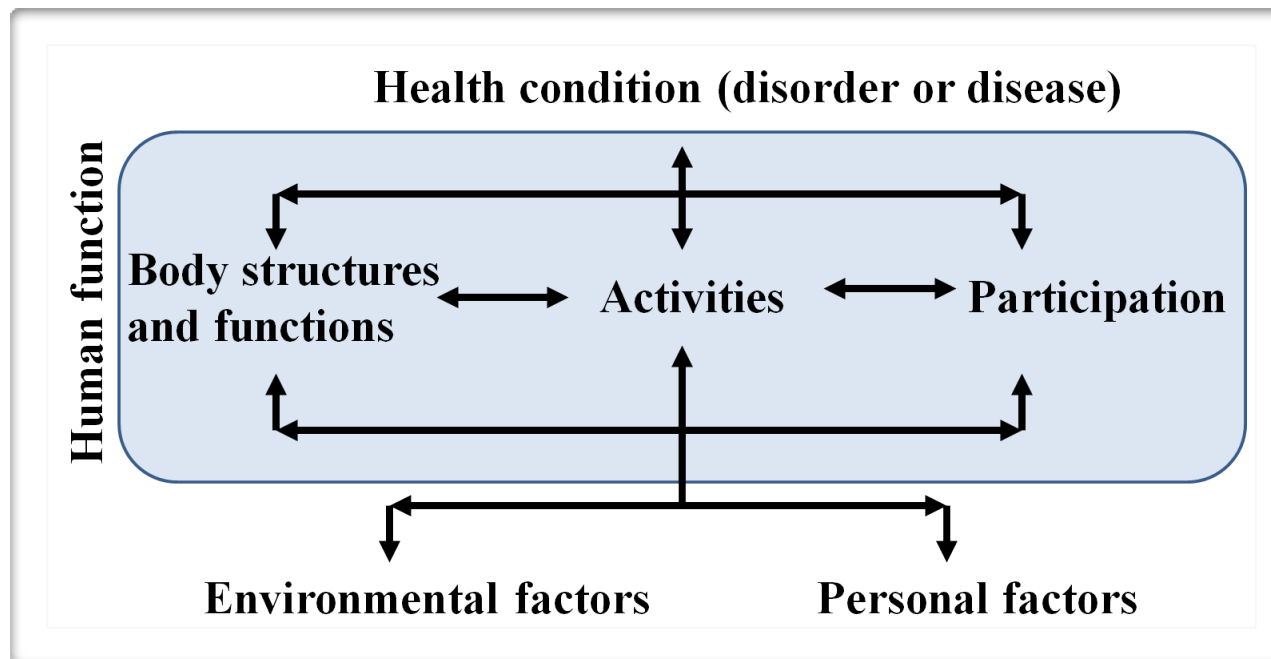 Health condition (disorder or disease)
Human function
Body structures
and functions
Activities
Participation
Environmental factors
Personal factors